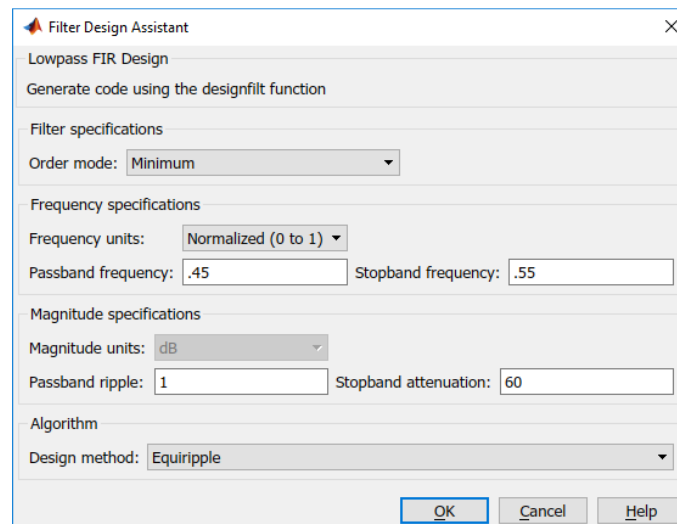 Filter Design Assistant
Lowpass FIR Design
Generate code using the designfilt function
Filter specifications
Order mode: Minimum
Frequency specifications
Frequency units: Normalized (0 to 1)
Passband frequency: .45 Stopband frequency: .55
Magnitude specifications
Magnitude units: dB
Passband ripple: 1 Stopband attenuation: 60
Algorithm
Design method: Equiripple
OK Cancel Help